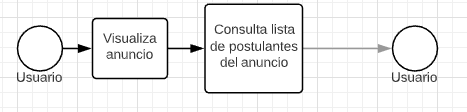 Usuario
Visualiza
anuncio
Consulta lista
de postulantes
del anuncio
Usuario